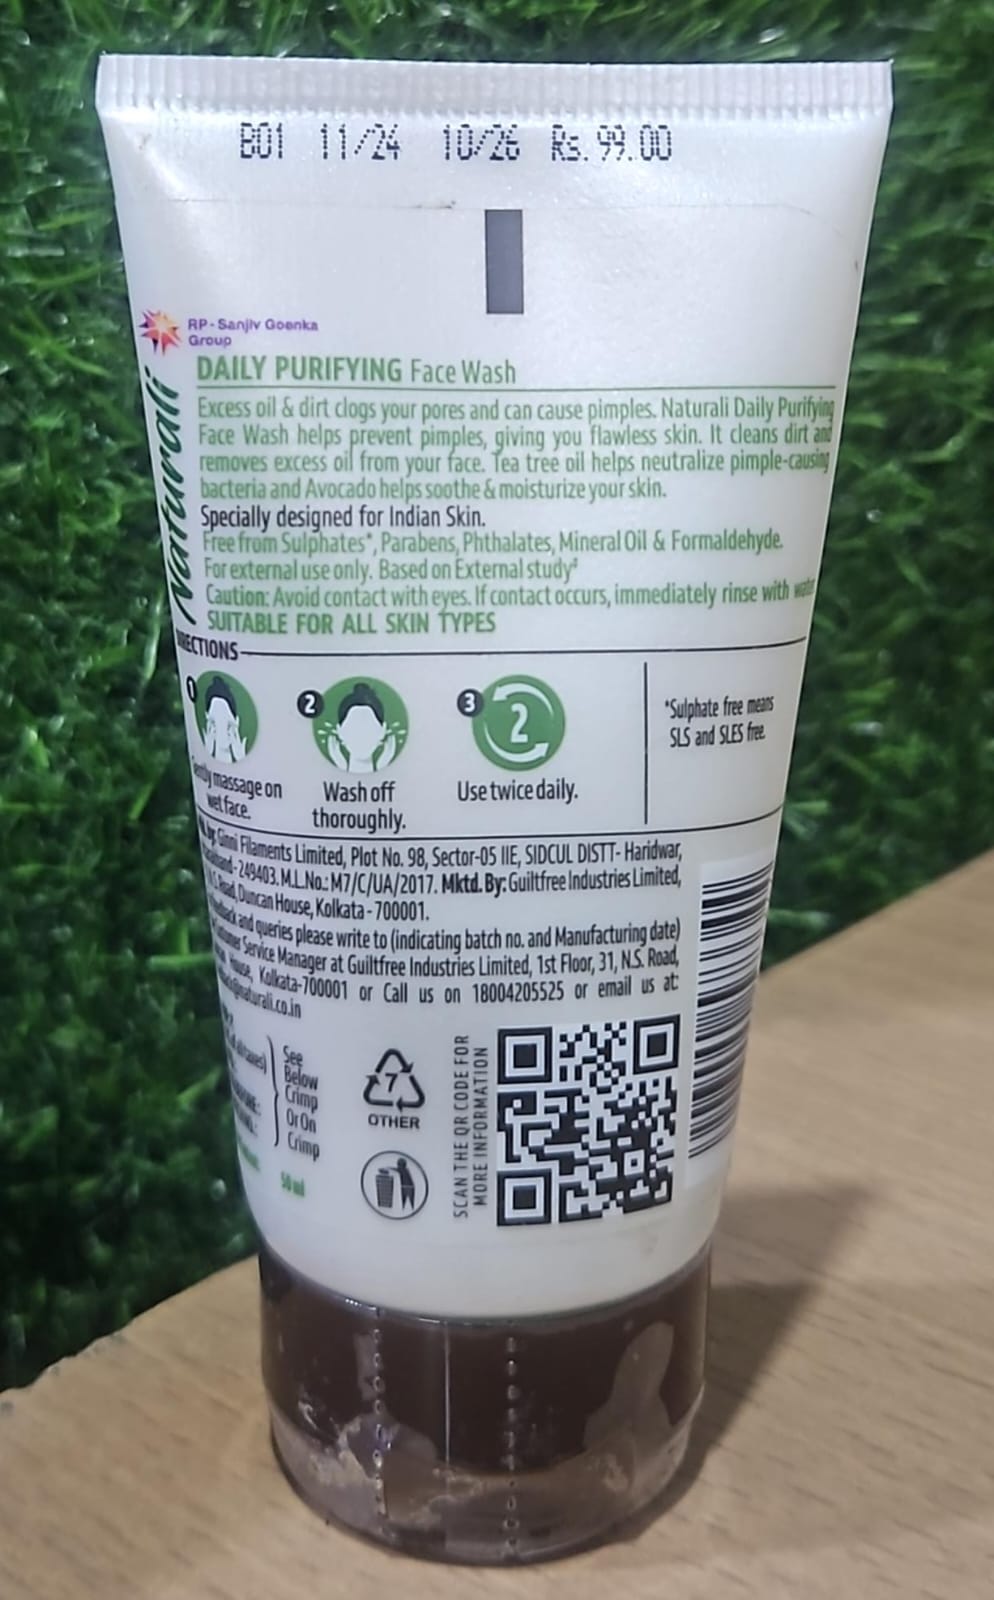 B01 11/24 10/26 Rs. 99.00
RP-Sanjiv Goenka
Group
Naturali
DAILY PURIFYING Face Wash
Excess oil & dirt clogs your pores and can cause pimples. Naturali Daily Purifying
Face Wash helps prevent pimples, giving you flawless skin. It cleans dirt and
removes excess oil from your face. Tea tree oil helps neutralize pimple-causing
bacteria and Avocado helps soothe & moisturize your skin.
Specially designed for Indian Skin.
Free from Sulphates*, Parabens, Phthalates, Mineral Oil & Formaldehyde.
For external use only. Based on External study
Caution: Avoid contact with eyes. If contact occurs, immediately rinse with
SUITABLE FOR ALL SKIN TYPES
DIRECTIONS
1 2 3 2
massage on
wet face.
Wash off
thoroughly.
Use twice daily.
*Sulphate free means
SLS and SLES free.
by: Ginni Filaments Limited, Plot No. 98, Sector-05 IIE, SIDCUL DISTT- Haridwar,
-249403. M.L.No.: M7/C/UA/2017. Mktd. By: Guiltfree Industries Limited,
Road, Duncan House, Kolkata - 700001.
and queries please write to (indicating batch no. and Manufacturing date)
Service Manager at Guiltfree Industries Limited, 1st Floor, 31, N.S. Road,
House, Kolkata-700001 or Call us on 18004205525 or email us at:
@naturali.co.in
See
Below
Crimp
Or On
Crimp
50 ml
7
OTHER
SCAN THE QR CODE FOR
MORE INFORMATION